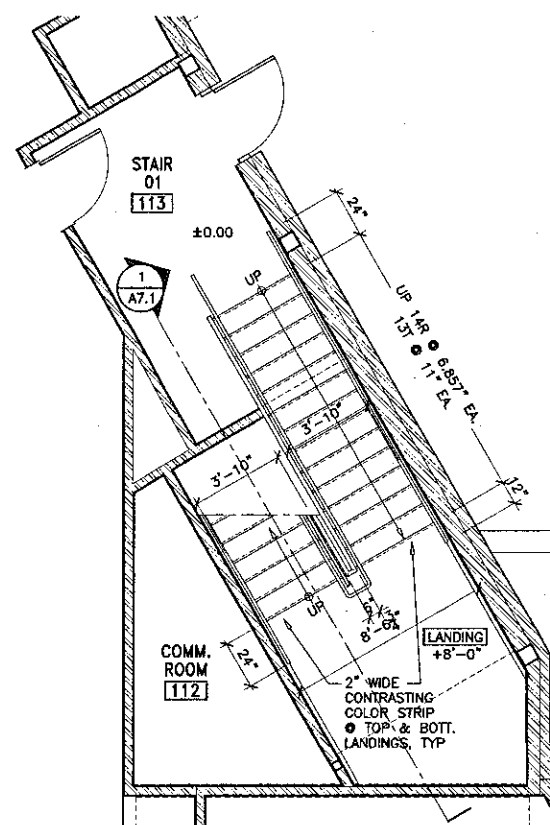 STAIR
01
113
±0.00
1
A7.1
UP
24"
UP 14R @ 6.857" EA.
13T @ 11" EA.
3'-10"
3'-10"
12"
UP
6"
LANDING
+8'-0"
COMM.
ROOM
112
24"
2" WIDE
CONTRASTING
COLOR STRIP
@ TOP & BOTT.
LANDINGS, TYP